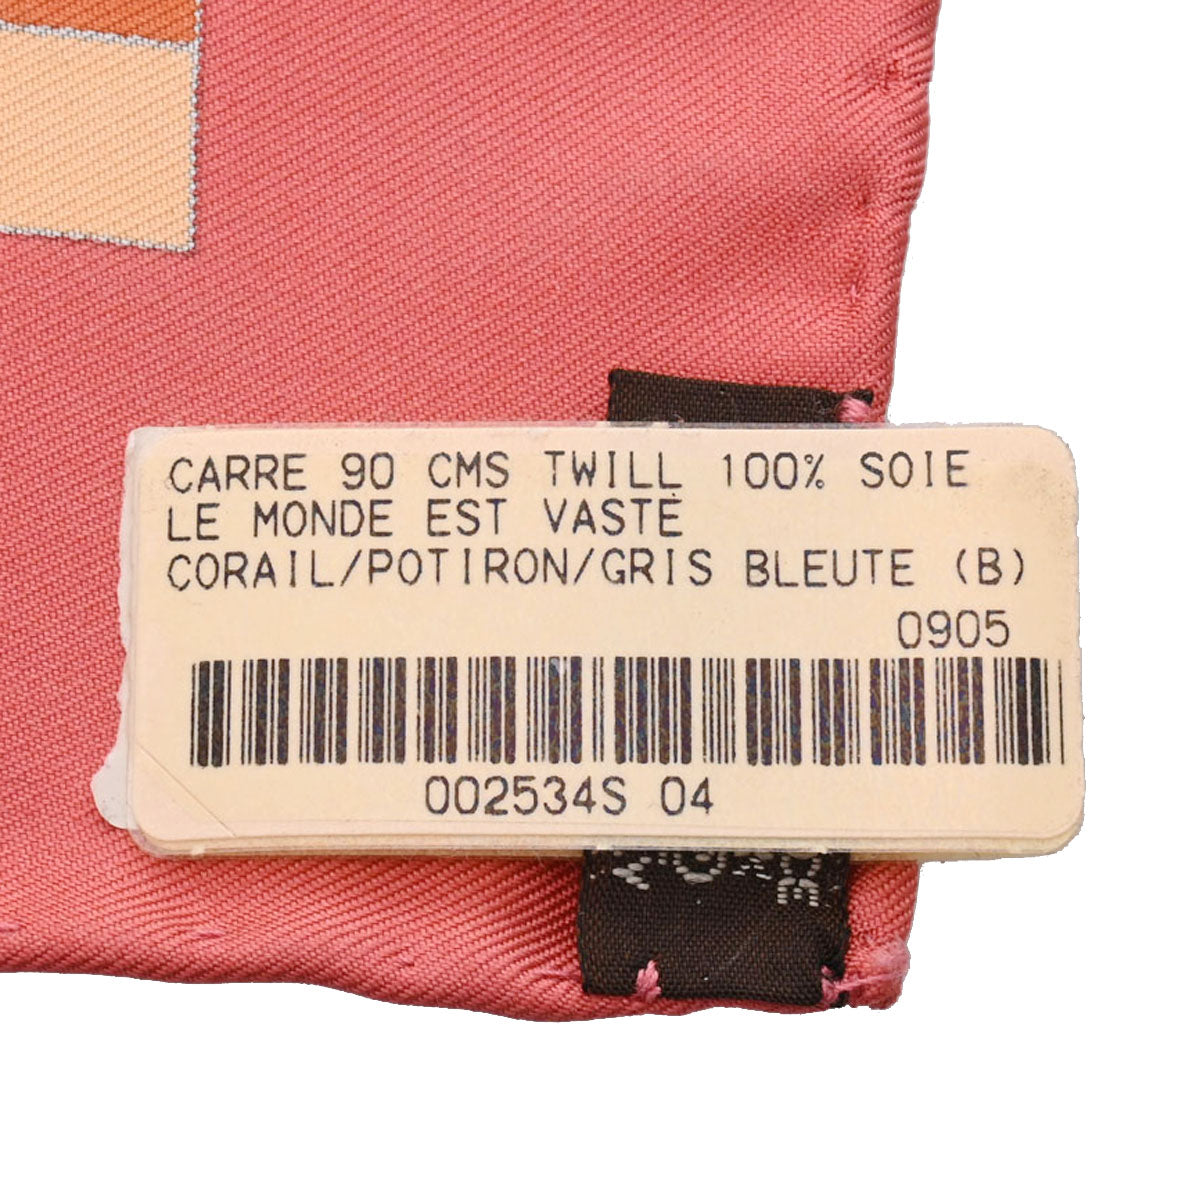 CARRE 90 CMS TWILL 100% SOIE
LE MONDE EST VASTE
CORAIL/POTIRON/GRIS BLEUTE (B)
0905
002534S 04